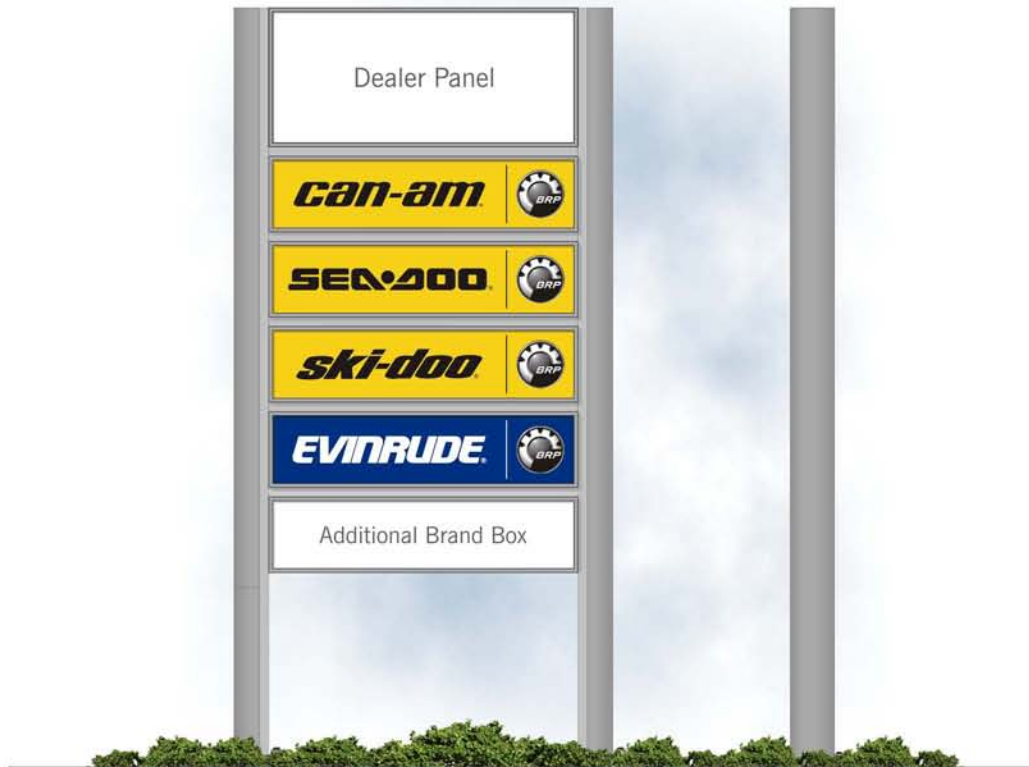 Dealer Panel
can-am BRP
SEA-DOO® BRP
ski-doo BRP
EVINRUDE® BRP
Additional Brand Box